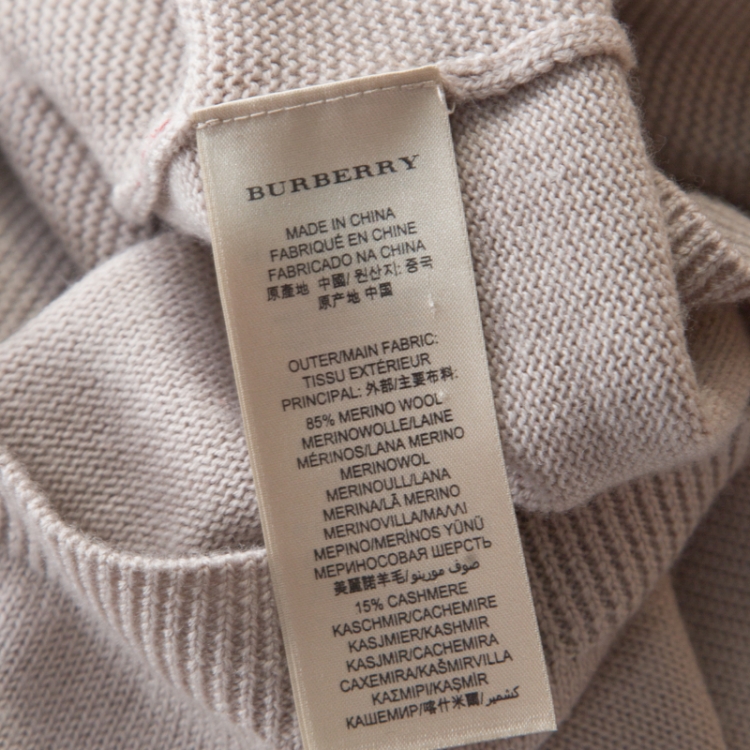 BURBERRY
MADE IN CHINA
FABRIQUÉ EN CHINE
FABRICADO NA CHINA
原產地 中國/ 원산지: 중국
原产地 中国
OUTER/MAIN FABRIC:
TISSU EXTÉRIEUR
PRINCIPAL: 外部/主要布料:
85% MERINO WOOL
MERINOWOLLE/LAINE
MÉRINOS/LANA MERINO
MERINOWOL
MERINOULL/LANA
MERINA/LÃ MERINO
MERINOVILLA/ΜΑΛΛΙ
ΜΕΡΙΝΟ/MERİNOS YÜNÜ
МЕРИНОСОВАЯ ШЕРСТЬ
美麗諾羊毛/صوف مورينو
15% CASHMERE
KASCHMIR/CACHEMIRE
KASJMIER/KASHMIR
KASJMIR/CACHEMIRA
CAXEMIRA/KAŠMIRVILLA
ΚΑΣΜΙΡΙ/KAŞMİR
КАШЕМИР/喀什米爾/كشمير